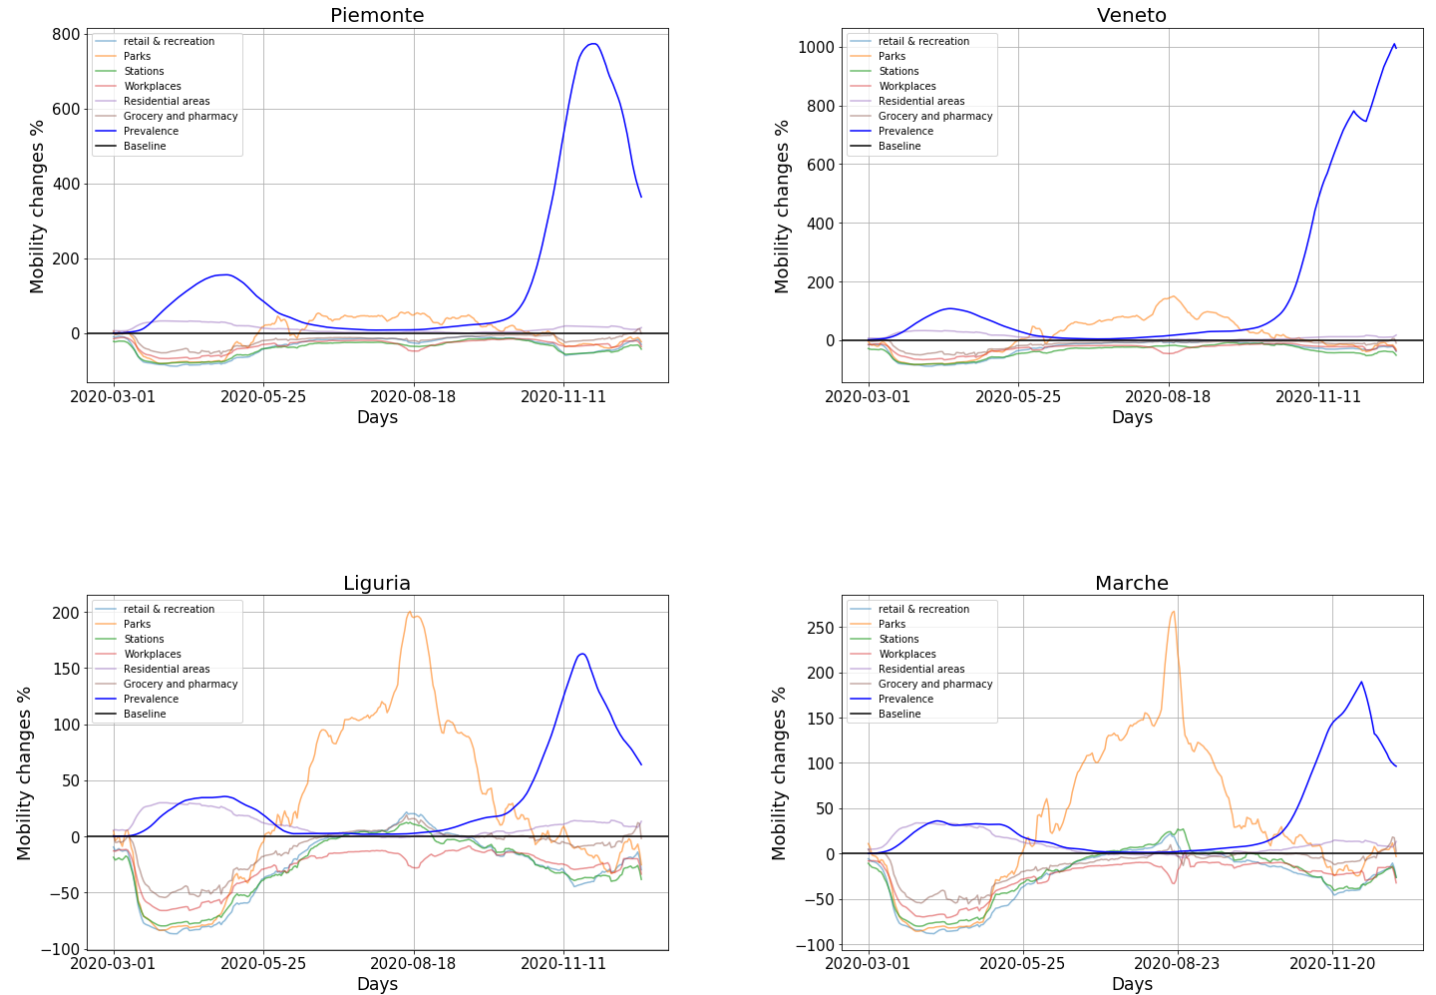 Piemonte
Mobility changes %
800
600
400
200
0
retail & recreation
Parks
Stations
Workplaces
Residential areas
Grocery and pharmacy
Prevalence
Baseline
2020-03-01 2020-05-25 2020-08-18 2020-11-11
Days
Veneto
Mobility changes %
1000
800
600
400
200
0
retail & recreation
Parks
Stations
Workplaces
Residential areas
Grocery and pharmacy
Prevalence
Baseline
2020-03-01 2020-05-25 2020-08-18 2020-11-11
Days
Liguria
Mobility changes %
200
150
100
50
0
−50
−100
retail & recreation
Parks
Stations
Workplaces
Residential areas
Grocery and pharmacy
Prevalence
Baseline
2020-03-01 2020-05-25 2020-08-18 2020-11-11
Days
Marche
Mobility changes %
250
200
150
100
50
0
−50
−100
retail & recreation
Parks
Stations
Workplaces
Residential areas
Grocery and pharmacy
Prevalence
Baseline
2020-03-01 2020-05-25 2020-08-23 2020-11-20
Days